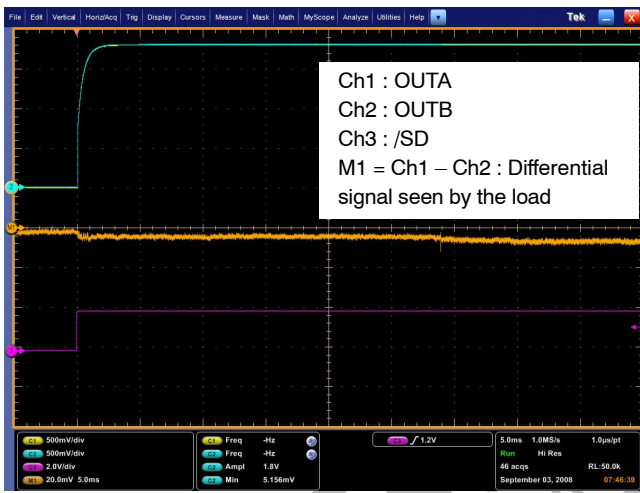 File Edit Vertical Horiz/Acq Trig Display Cursors Measure Mask Math MyScope Analyze Utilities Help Tek X
Ch1 : OUTA
Ch2 : OUTB
Ch3 : /SD
M1 = Ch1 – Ch2 : Differential
signal seen by the load
2
M1
3
C1 500mV/div
C2 500mV/div
C3 2.0V/div
M1 20.0mV 5.0ms
C1 Freq -Hz
C2 Freq -Hz
C2 Ampl 1.8V
C2 Min 5.156mV
C3 1.2V
5.0ms 1.0MS/s 1.0µs/pt
Run Hi Res
46 acqs RL:50.0k
September 03, 2008 07:46:39